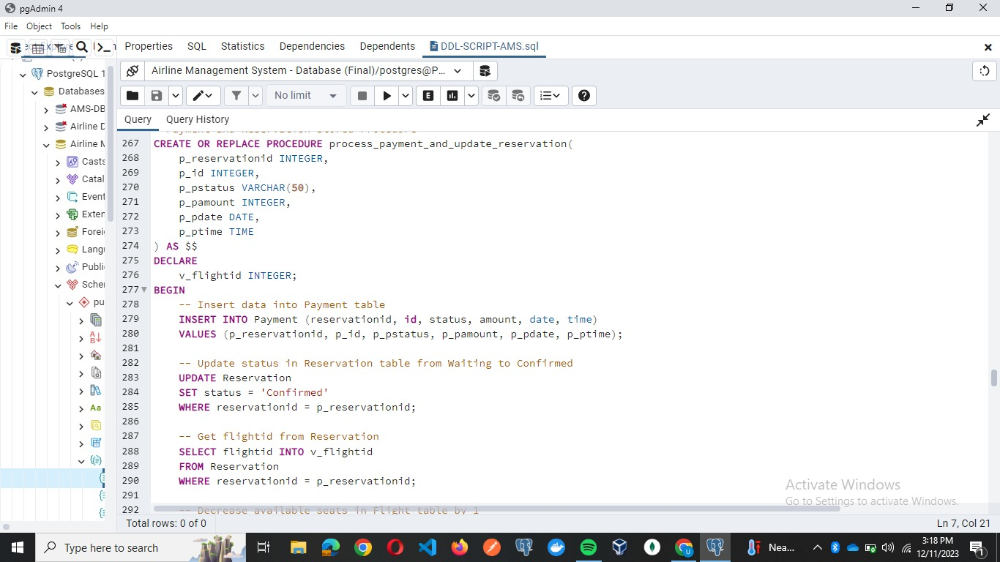 pgAdmin 4
File Object Tools Help
Properties SQL Statistics Dependencies Dependents DDL-SCRIPT-AMS.sql
PostgreSQL 1
Databases
AMS-DB
Airline D
Airline M
Casts
Catal
Event
Exten
Forei
Langu
Publi
Schem
pu
Aa
Airline Management System - Database (Final)/postgres@P...
No limit
E
Query Query History
267 CREATE OR REPLACE PROCEDURE process_payment_and_update_reservation(
268 p_reservationid INTEGER,
269 p_id INTEGER,
270 p_pstatus VARCHAR(50),
271 p_pamount INTEGER,
272 p_pdate DATE,
273 p_ptime TIME
274 ) AS $$
275 DECLARE
276 v_flightid INTEGER;
277 BEGIN
278 -- Insert data into Payment table
279 INSERT INTO Payment (reservationid, id, status, amount, date, time)
280 VALUES (p_reservationid, p_id, p_pstatus, p_pamount, p_pdate, p_ptime);
281
282 -- Update status in Reservation table from Waiting to Confirmed
283 UPDATE Reservation
284 SET status = 'Confirmed'
285 WHERE reservationid = p_reservationid;
286
287 -- Get flightid from Reservation
288 SELECT flightid INTO v_flightid
289 FROM Reservation
290 WHERE reservationid = p_reservationid;
291
292 -- Decrease available seats in Flight table by 1
Activate Windows
Go to Settings to activate Windows.
Total rows: 0 of 0
Ln 7, Col 21
Type here to search
Nea...
3:18 PM
12/11/2023
1